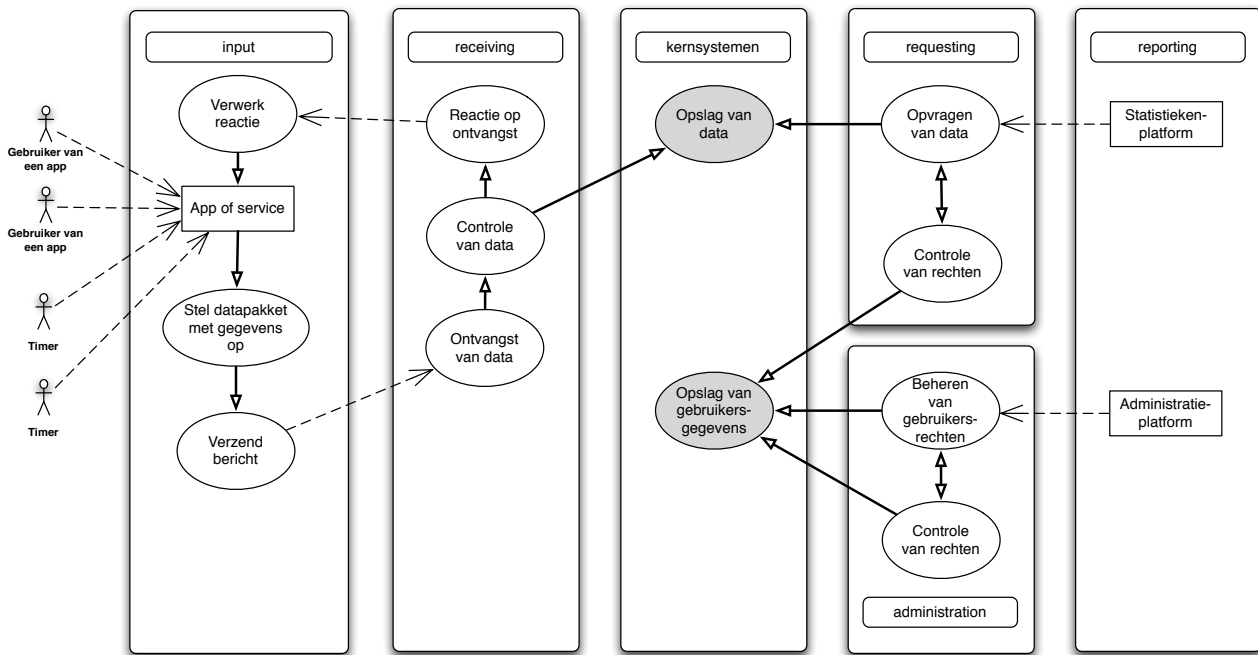 input
Verwerk
reactie
App of service
Stel datapakket
met gegevens
op
Verzend
bericht
Gebruiker van
een app
Gebruiker van
een app
Timer
Timer
receiving
Reactie op
ontvangst
Controle
van data
Ontvangst
van data
kernsystemen
Opslag van
data
Opslag van
gebruikers-
gegevens
requesting
Opvragen
van data
Controle
van rechten
Beheren
van
gebruikers-
rechten
Controle
van rechten
administration
reporting
Statistieken-
platform
Administratie-
platform